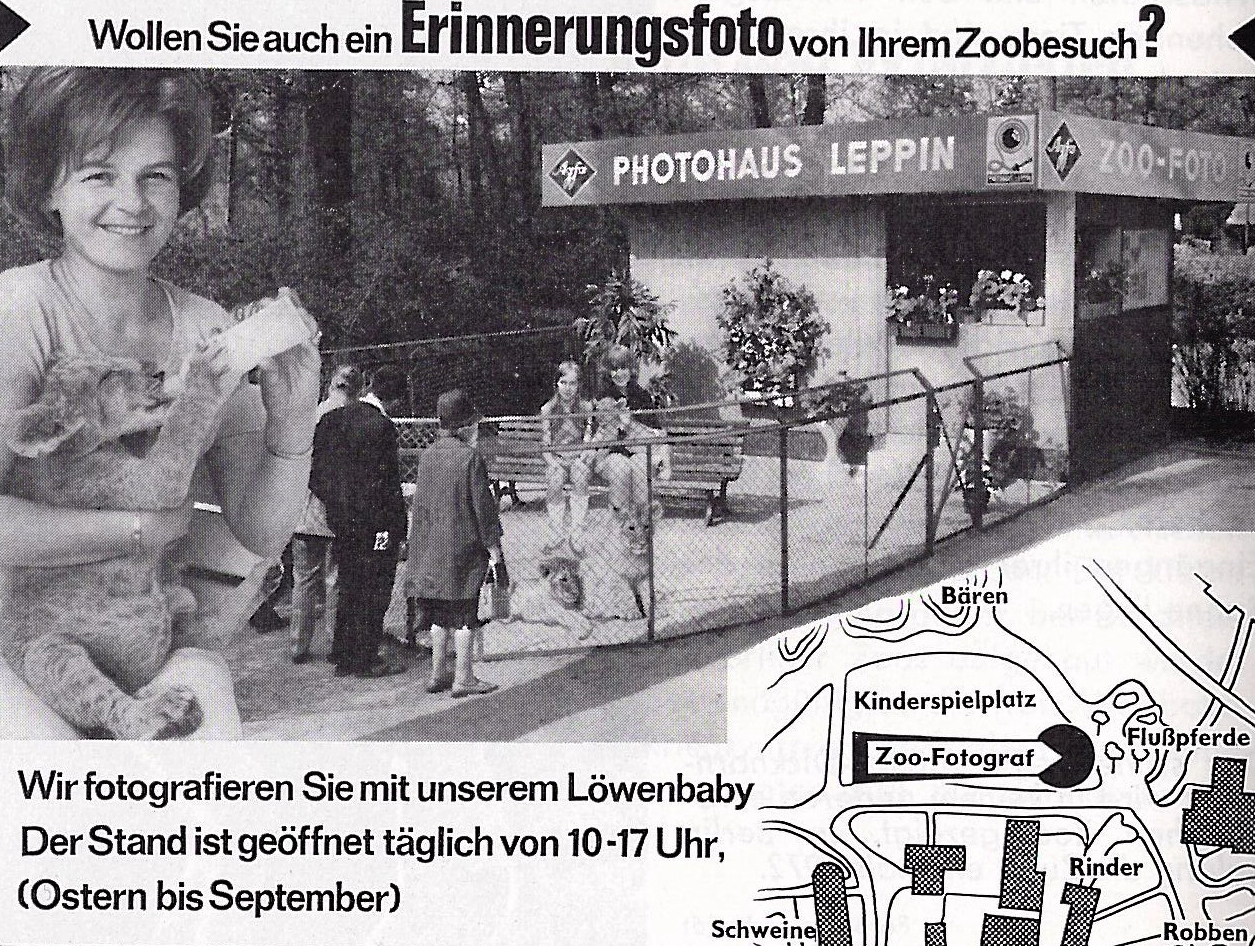 Wollen Sie auch ein Erinnerungsfoto von Ihrem Zoobesuch?
Agfa
PHOTOHAUS LEPPIN
Agfa
ZOO-FOTO
Bären
Kinderspielplatz
Zoo-Fotograf
Flußpferde
Wir fotografieren Sie mit unserem Löwenbaby
Der Stand ist geöffnet täglich von 10-17 Uhr,
(Ostern bis September)
Rinder
Schweine
Robben